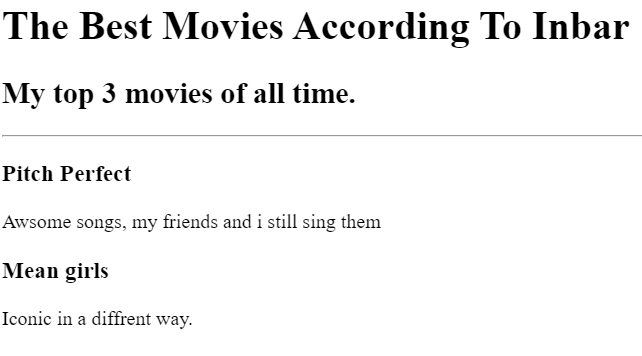 The Best Movies According To Inbar
My top 3 movies of all time.
Pitch Perfect
Awsome songs, my friends and i still sing them
Mean girls
Iconic in a diffrent way.